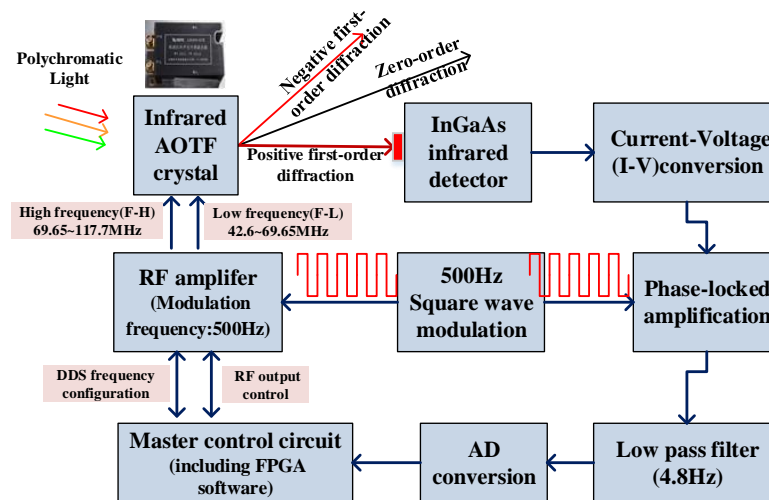 Polychromatic
Light
Negative first-
order diffraction
Zero-order
diffraction
Infrared
AOTF
crystal
Positive first-order
diffraction
InGaAs
infrared
detector
Current-Voltage
(I-V)conversion
High frequency(F-H)
69.65~117.7MHz
Low frequency(F-L)
42.6~69.65MHz
RF amplifer
(Modulation
frequency:500Hz)
500Hz
Square wave
modulation
Phase-locked
amplification
DDS frequency
configuration
RF output
control
Master control circuit
(including FPGA
software)
AD
conversion
Low pass filter
(4.8Hz)